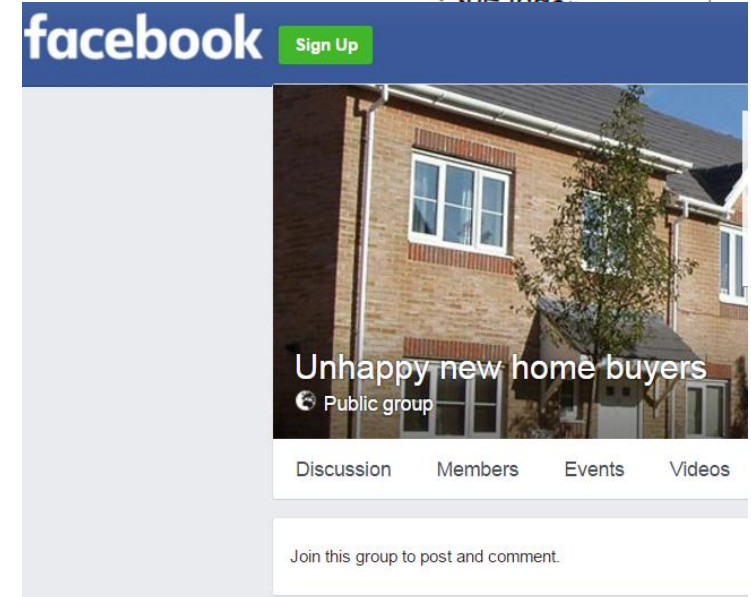 facebook
Sign Up
Unhappy new home buyers
Public group
Discussion Members Events Videos
Join this group to post and comment.